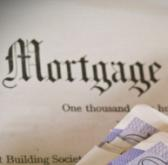 Mortgage
One thousand
Building Societ